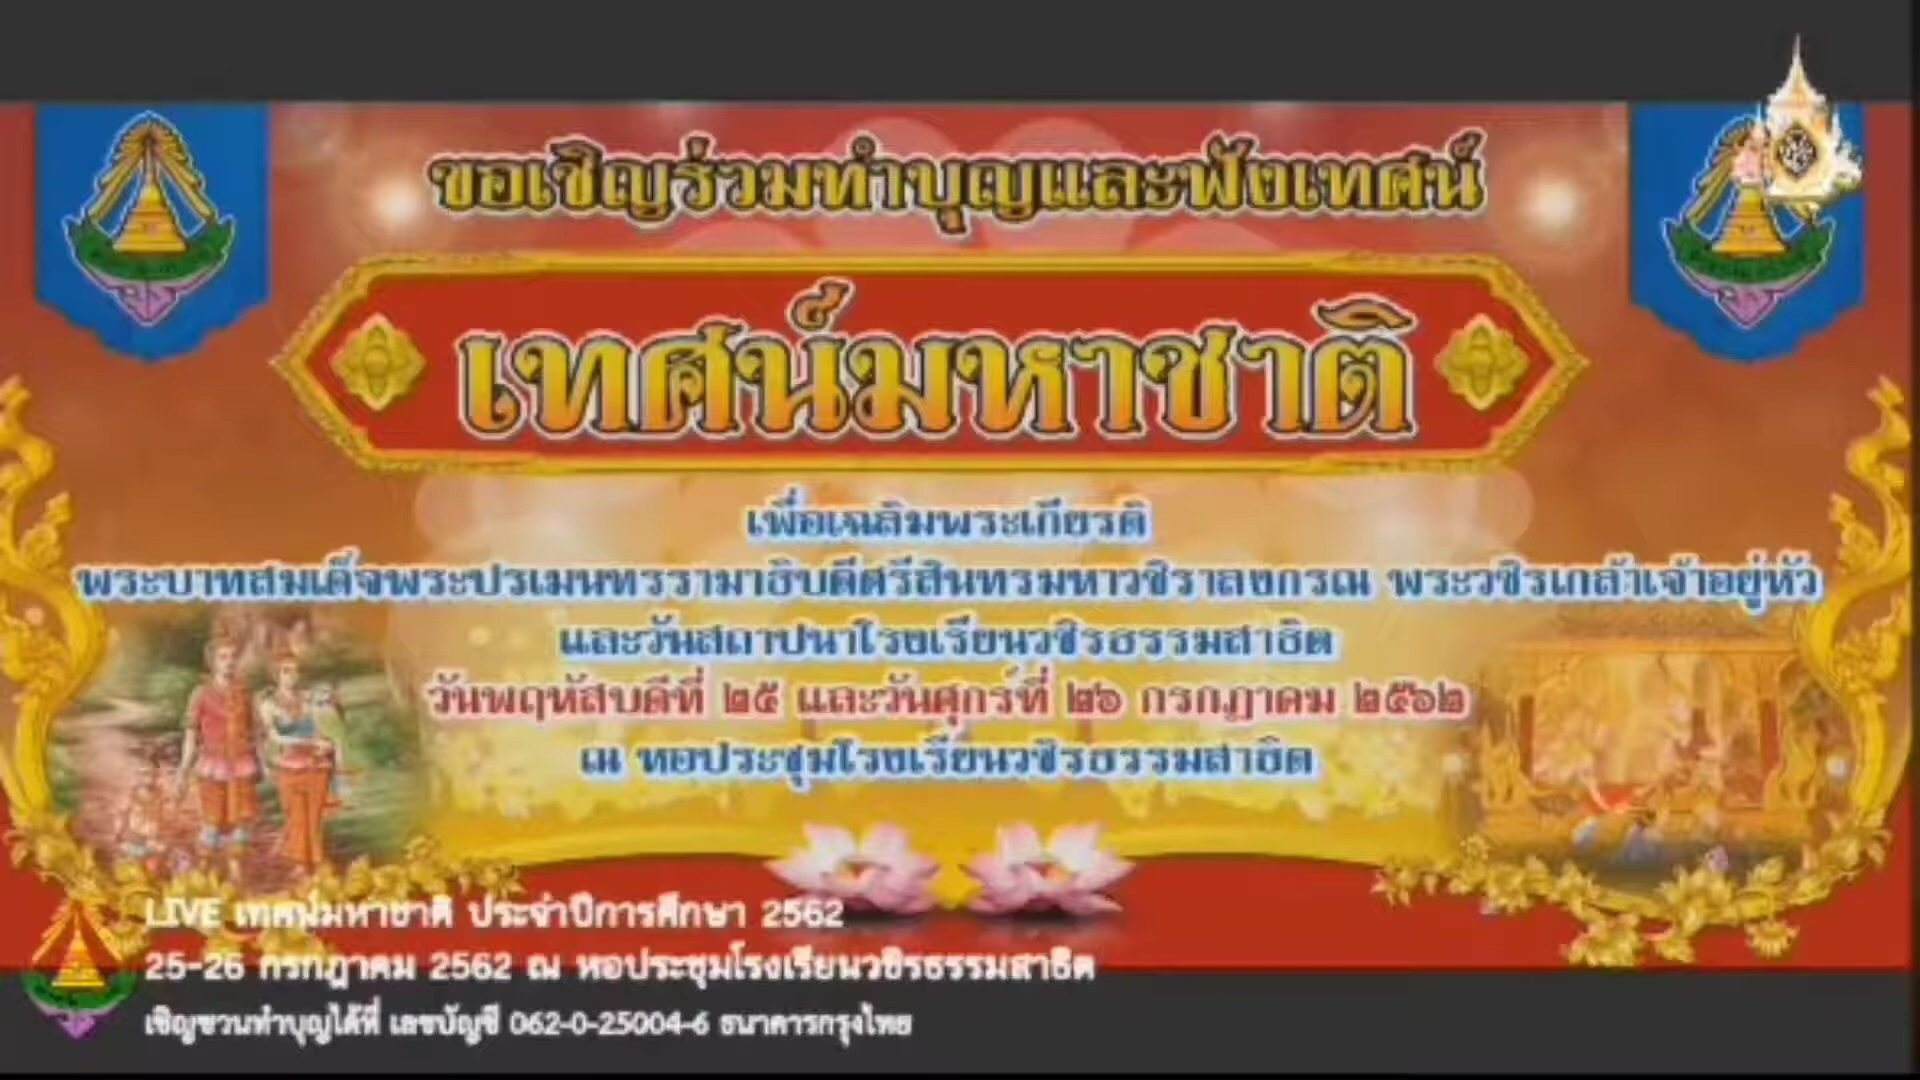 ขอเชิญร่วมทำบุญและฟังเทศน์
เทศน์มหาชาติ
เพื่อเฉลิมพระเกียรติ
พระบาทสมเด็จพระปรเมนทรรามาธิบดีศรีสินทรมหาวชิราลงกรณ พระวชิรเกล้าเจ้าอยู่หัว
และวันสถาปนาโรงเรียนวชิรธรรมสาธิต
วันพฤหัสบดีที่ ๒๕ และวันศุกร์ที่ ๒๖ กรกฎาคม ๒๕๖๒
ณ หอประชุมโรงเรียนวชิรธรรมสาธิต
LIVE เทศน์มหาชาติ ประจำปีการศึกษา 2562
25-26 กรกฎาคม 2562 ณ หอประชุมโรงเรียนวชิรธรรมสาธิต
เชิญชวนทำบุญได้ที่ เลขบัญชี 062-0-25004-6 ธนาคารกรุงไทย